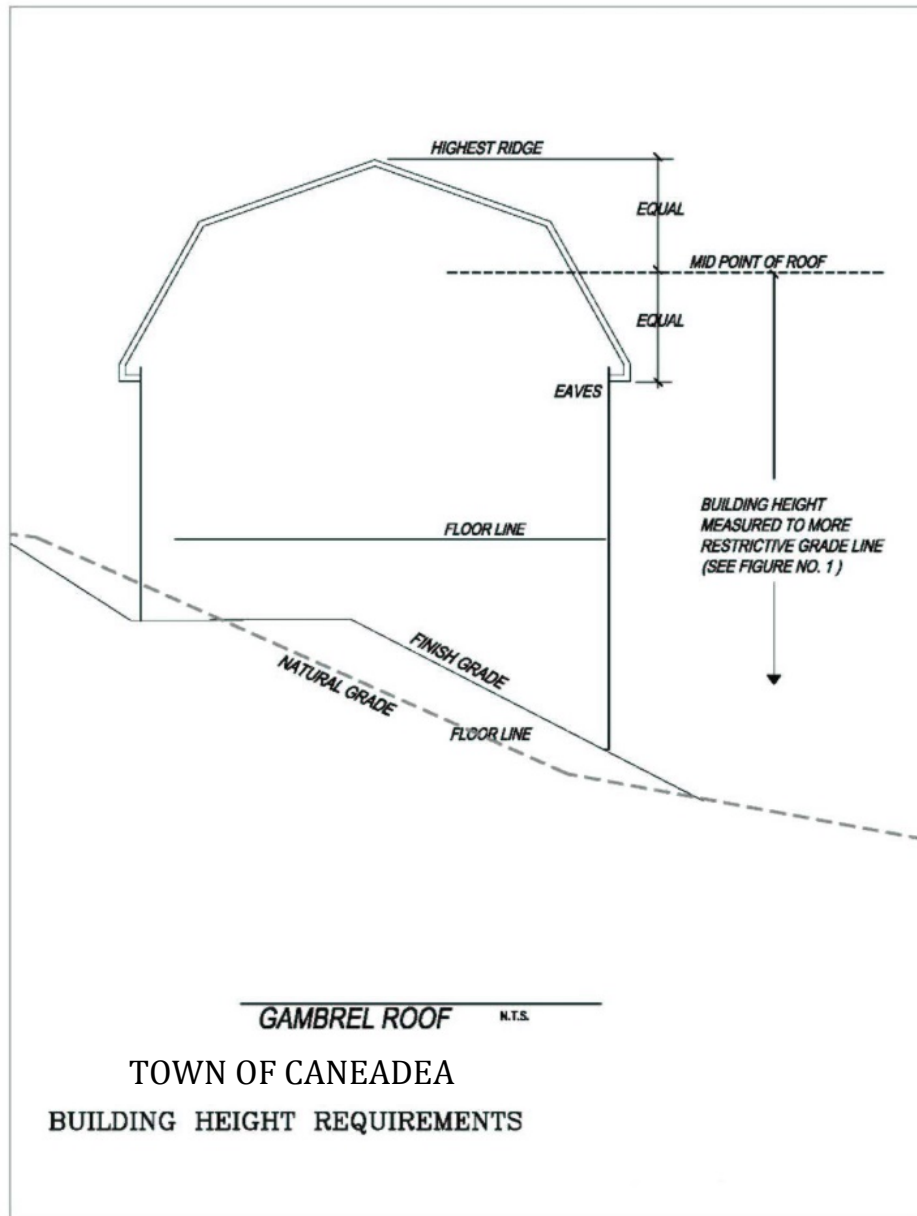 HIGHEST RIDGE
EQUAL
MID POINT OF ROOF
EQUAL
EAVES
BUILDING HEIGHT
MEASURED TO MORE
RESTRICTIVE GRADE LINE
(SEE FIGURE NO. 1)
FLOOR LINE
FINISH GRADE
NATURAL GRADE
FLOOR LINE
GAMBREL ROOF N.T.S.
TOWN OF CANEADEA
BUILDING HEIGHT REQUIREMENTS